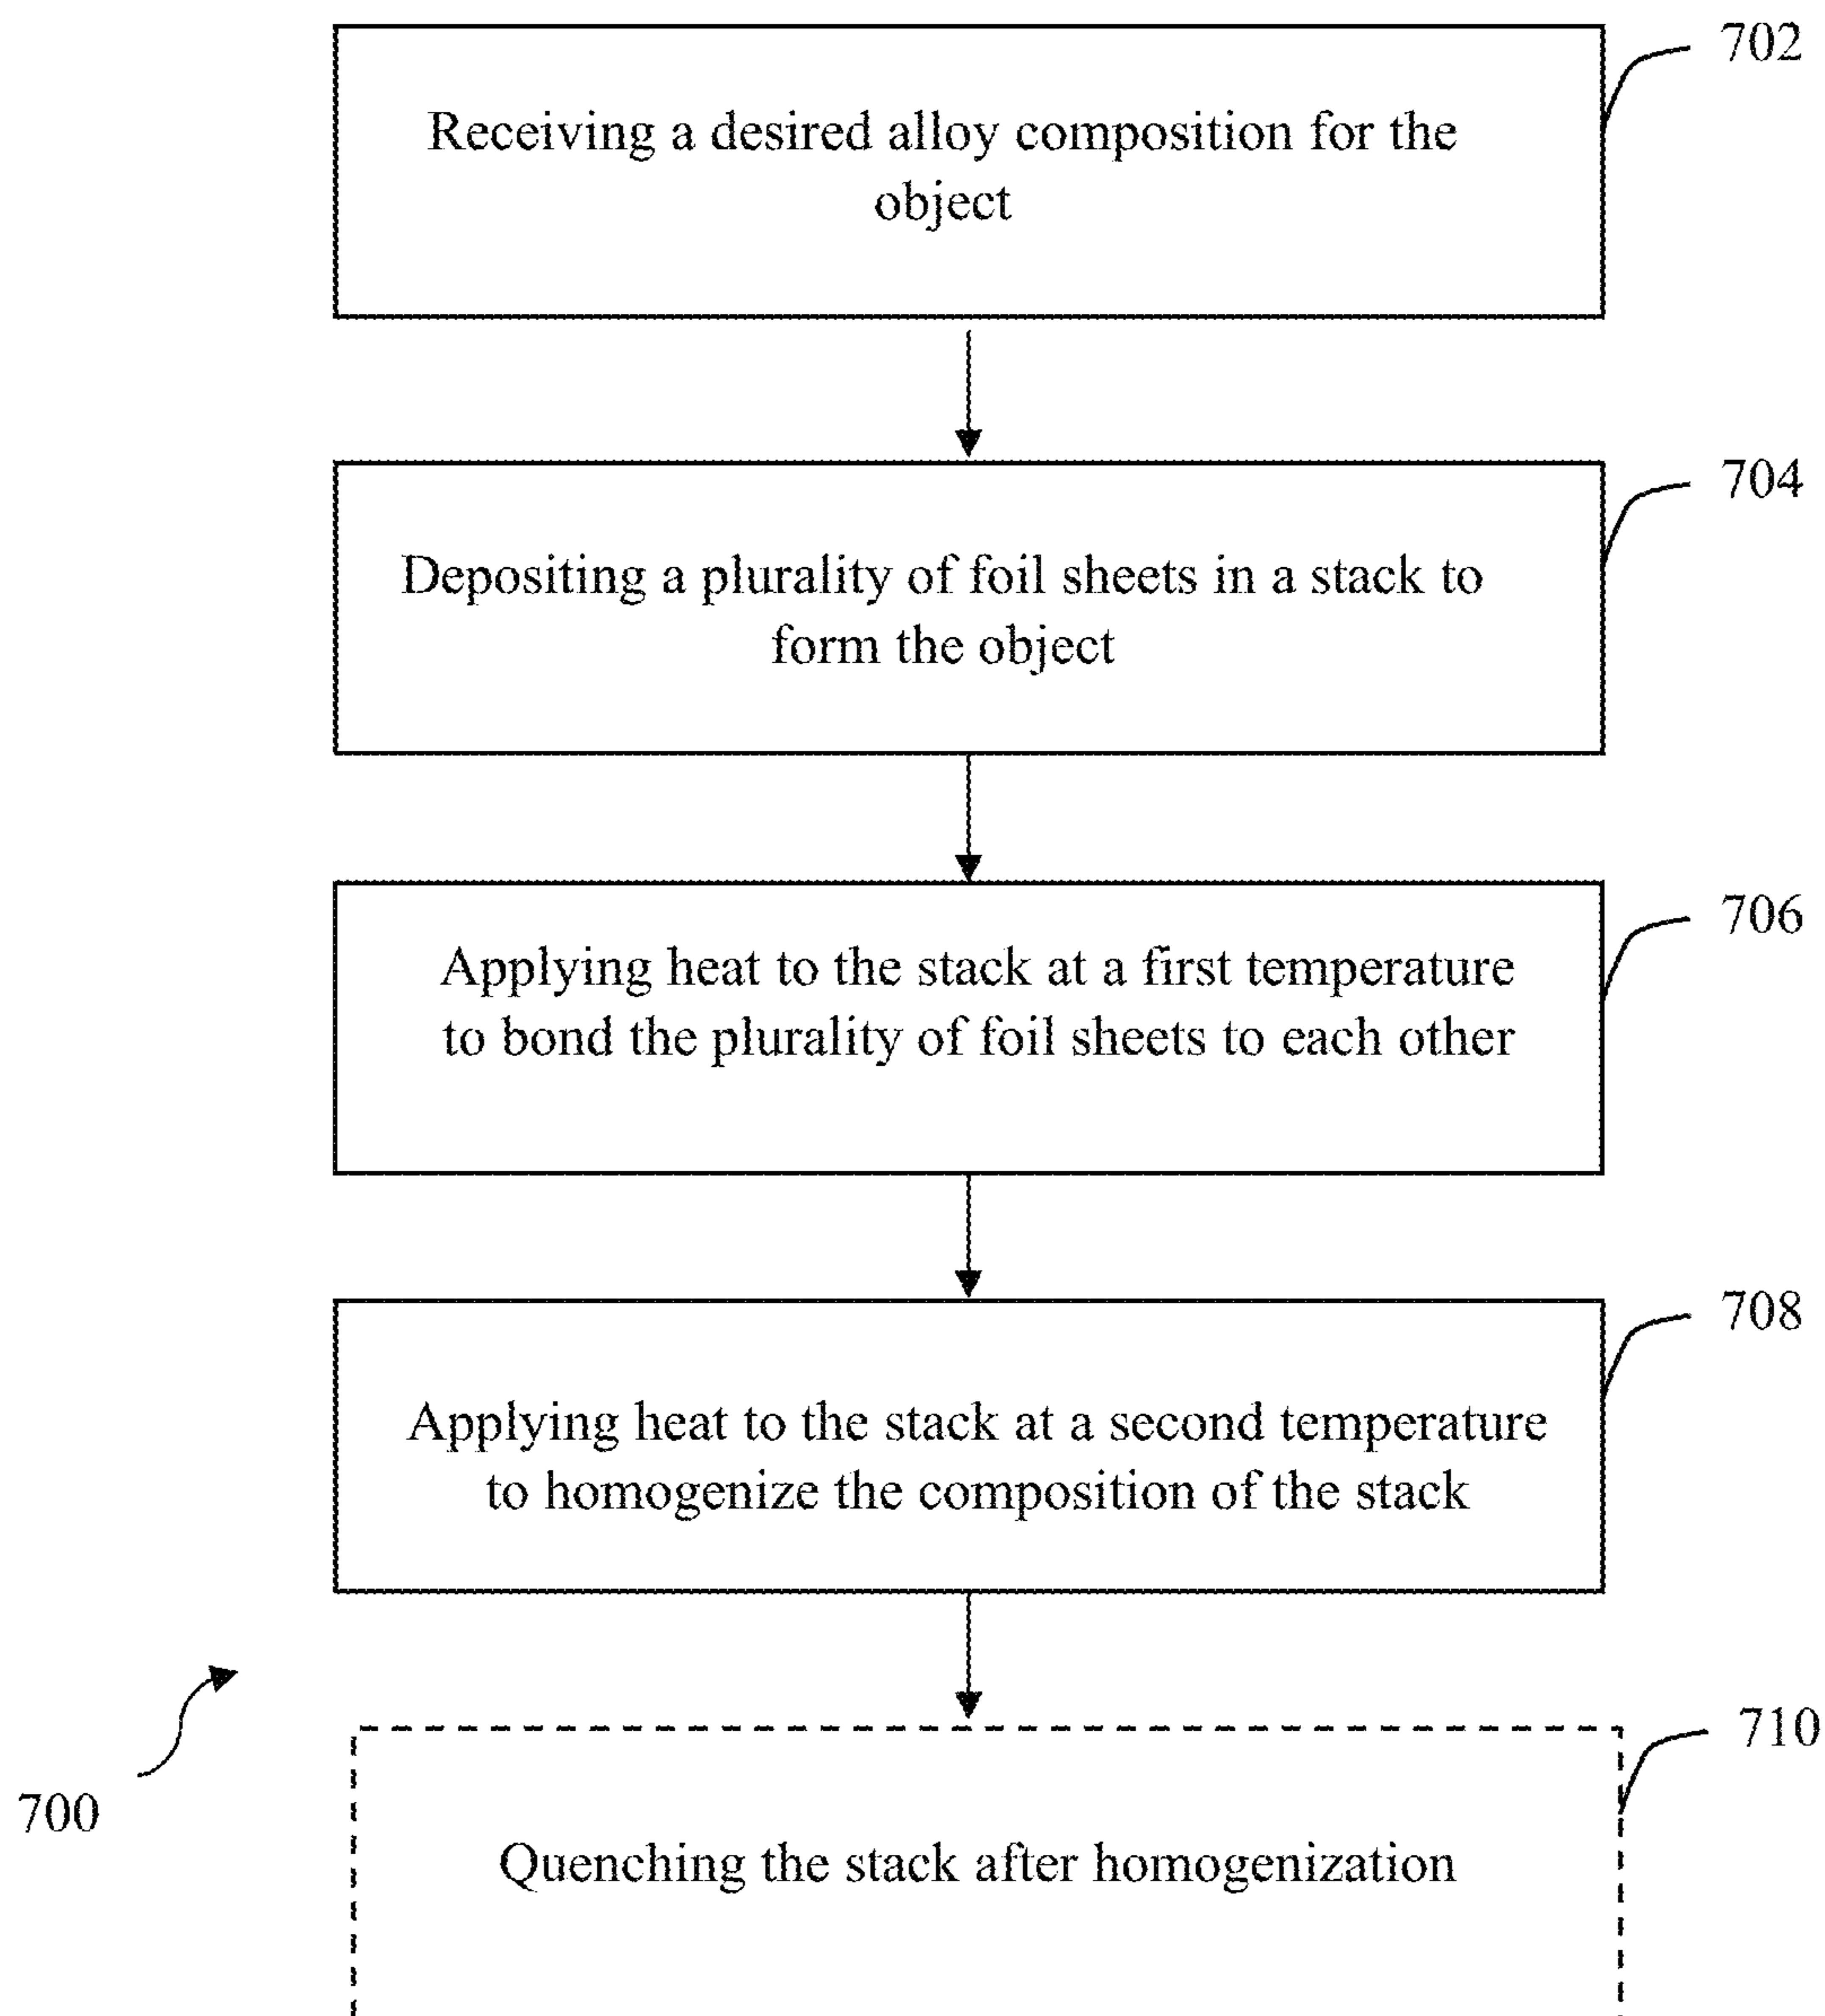 702
Receiving a desired alloy composition for the
object
704
Depositing a plurality of foil sheets in a stack to
form the object
706
Applying heat to the stack at a first temperature
to bond the plurality of foil sheets to each other
708
Applying heat to the stack at a second temperature
to homogenize the composition of the stack
710
700
Quenching the stack after homogenization